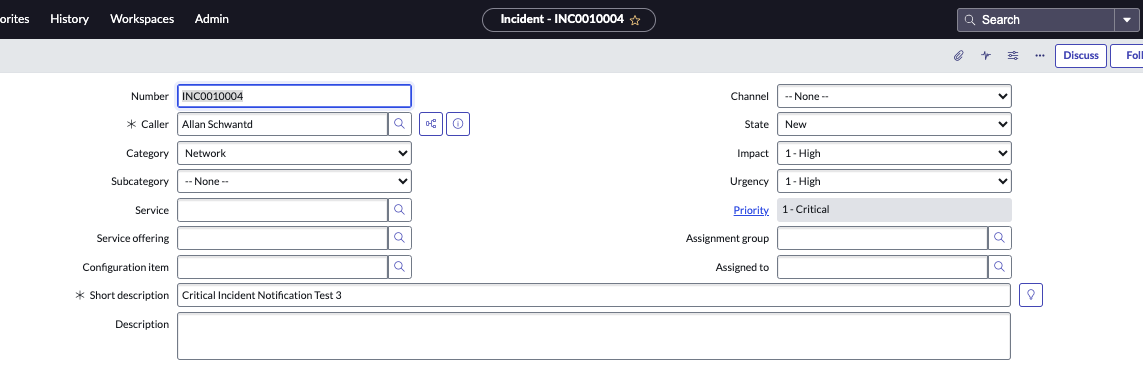 orites History Workspaces Admin Incident - INC0010004 Search
Discuss Foll
Number INC0010004 Channel -- None --
Caller Allan Schwantd State New
Category Network Impact 1 - High
Subcategory -- None -- Urgency 1 - High
Service Priority 1 - Critical
Service offering Assignment group
Configuration item Assigned to
Short description Critical Incident Notification Test 3
Description